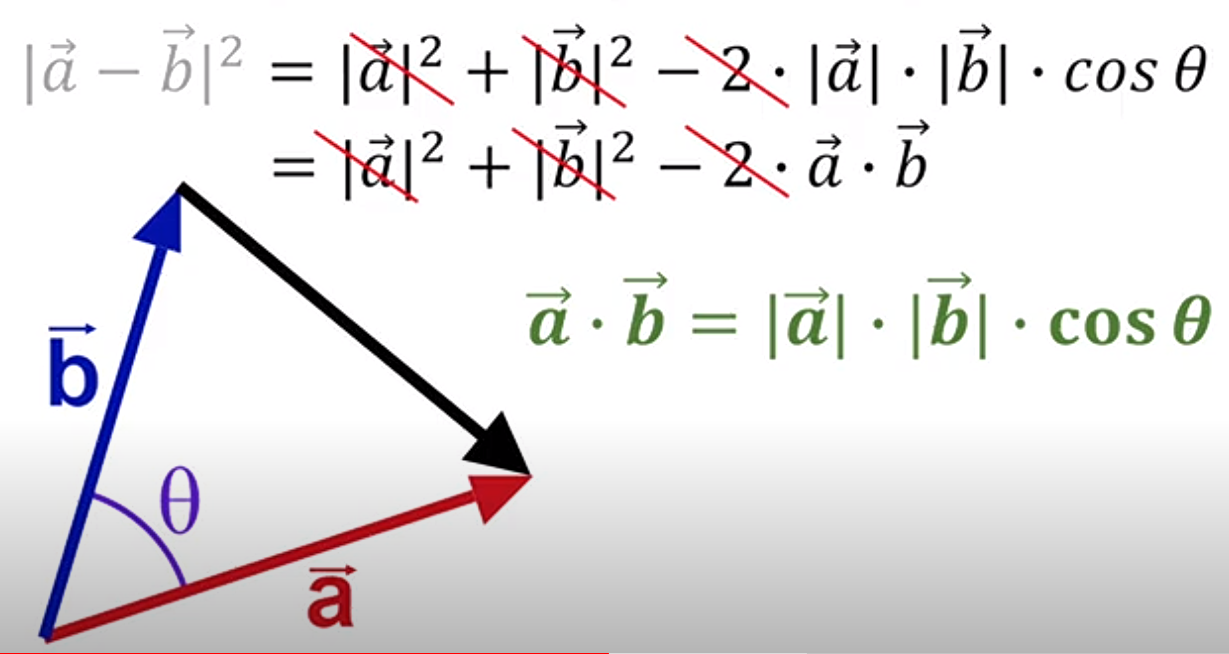 |a⃗ − b⃗|² = |a⃗|² + |b⃗|² − 2 · |a⃗| · |b⃗| · cos θ
= |a⃗|² + |b⃗|² − 2 · a⃗ · b⃗
a⃗ · b⃗ = |a⃗| · |b⃗| · cos θ
b⃗
θ
a⃗